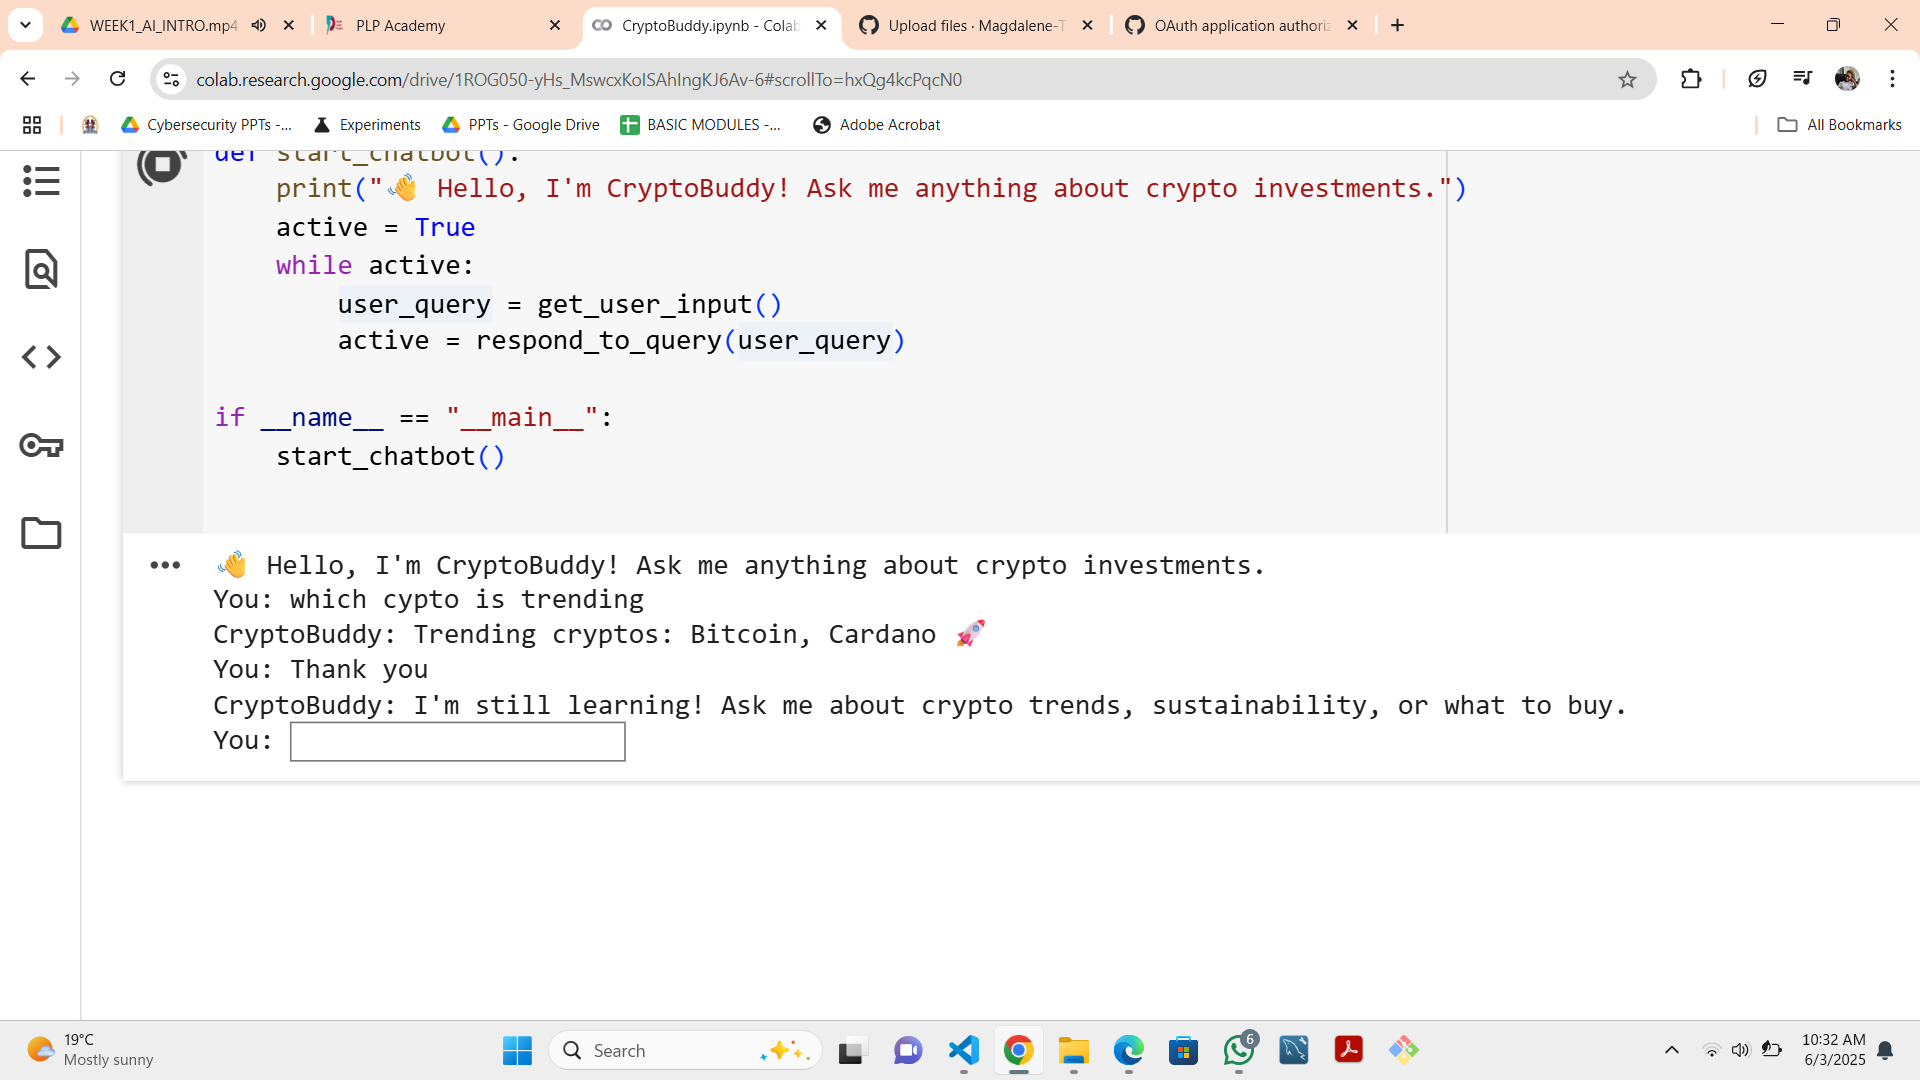 WEEK1_AI_INTRO.mp4
PLP Academy
CryptoBuddy.ipynb - Colab
Upload files · Magdalene-T
OAuth application authoriz
colab.research.google.com/drive/1ROG050-yHs_MswcxKoISAhIngKJ6Av-6#scrollTo=hxQg4kcPqcN0
Cybersecurity PPTs -...
Experiments
PPTs - Google Drive
BASIC MODULES -...
Adobe Acrobat
All Bookmarks
def start_chatbot():
print("👋 Hello, I'm CryptoBuddy! Ask me anything about crypto investments.")
active = True
while active:
user_query = get_user_input()
active = respond_to_query(user_query)
if __name__ == "__main__":
start_chatbot()
👋 Hello, I'm CryptoBuddy! Ask me anything about crypto investments.
You: which cypto is trending
CryptoBuddy: Trending cryptos: Bitcoin, Cardano 🚀
You: Thank you
CryptoBuddy: I'm still learning! Ask me about crypto trends, sustainability, or what to buy.
You:
19°C
Mostly sunny
Search
6
10:32 AM
6/3/2025